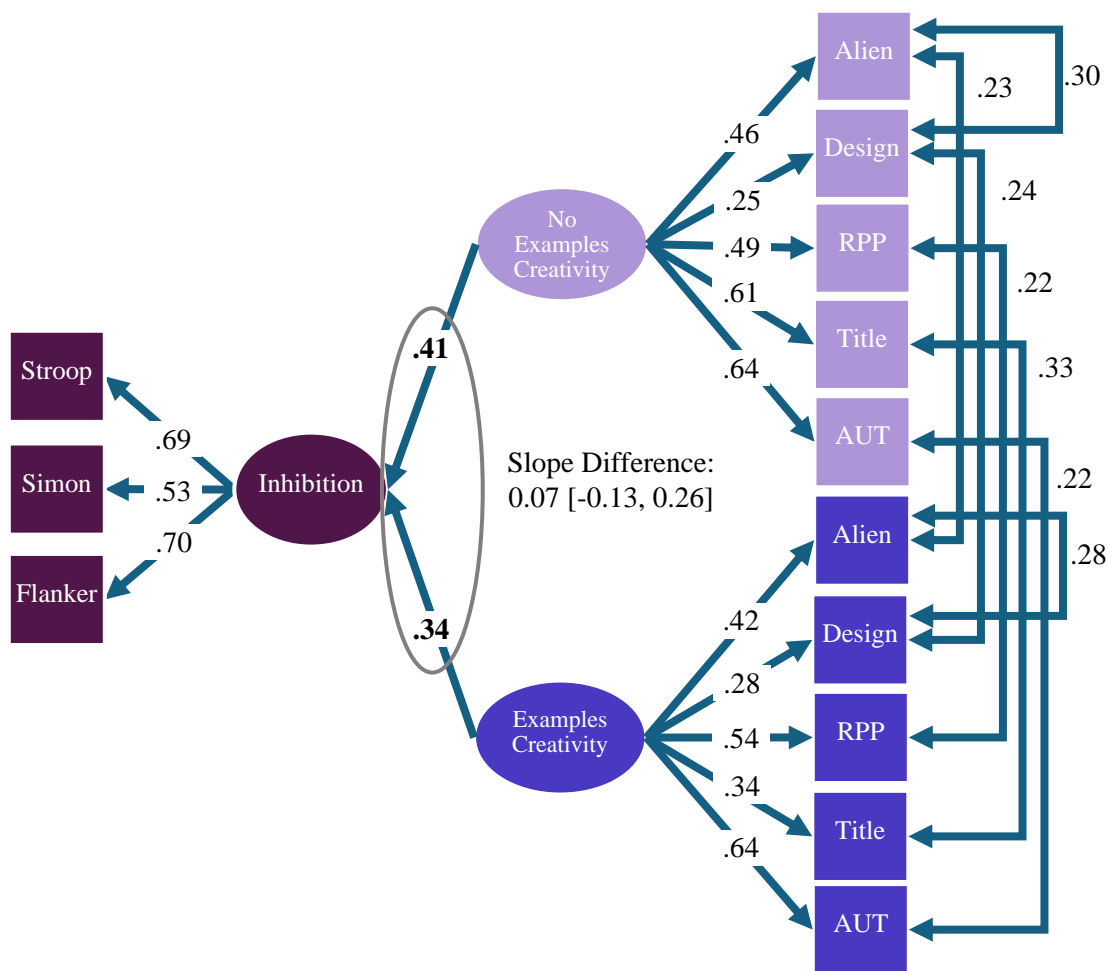 Alien
.30
.23
.46
Design
.24
.25
No
Examples
Creativity
RPP
.49
.22
.61
Title
.41
.33
Stroop
.64
AUT
.69
Slope Difference:
0.07 [-0.13, 0.26]
.22
Simon
.53
Inhibition
Alien
.28
.70
Flanker
.42
.34
Design
.28
Examples
Creativity
RPP
.54
.34
Title
.64
AUT